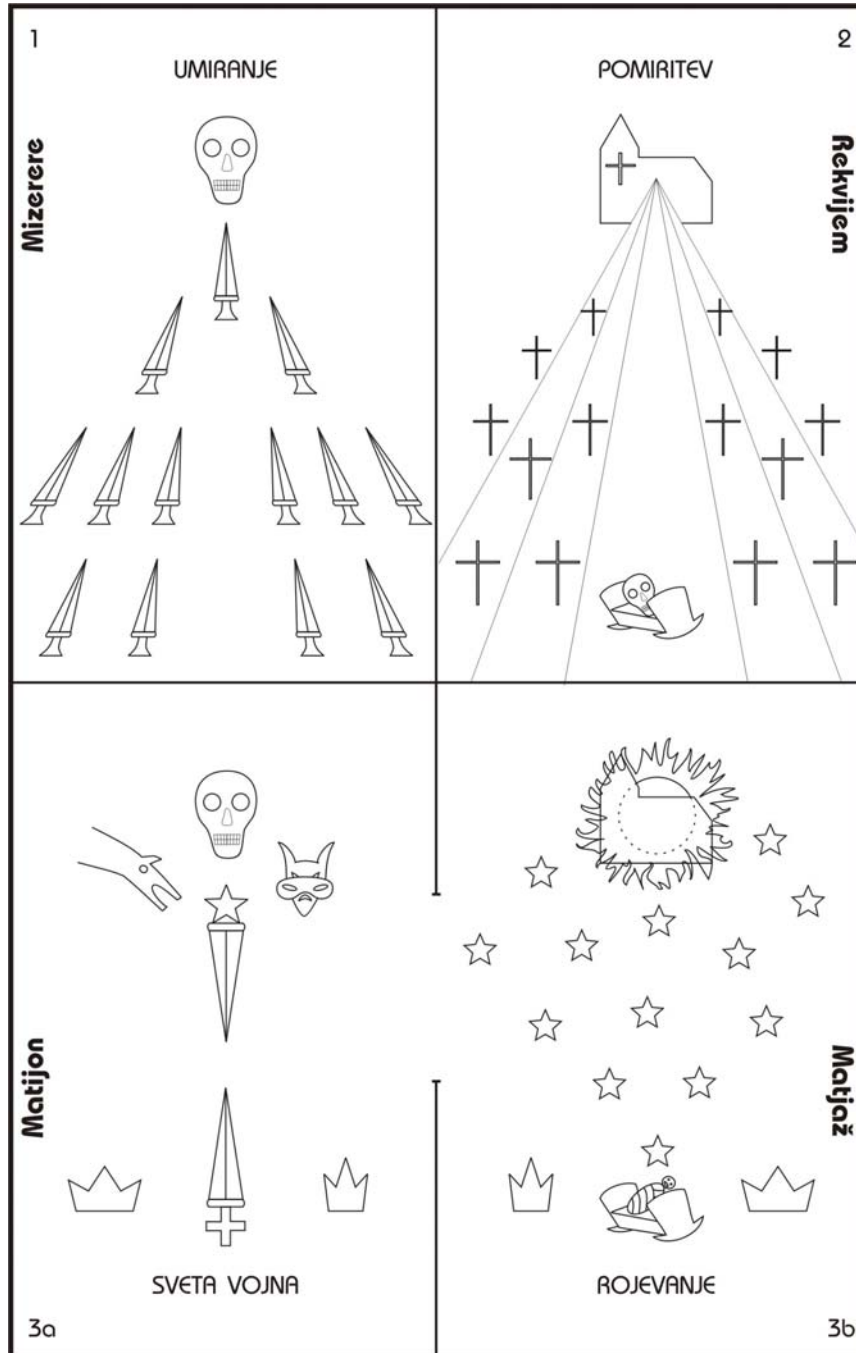 1
UMIRANJE
Mizerere
2
POMIRITEV
Rekvijem
Matijon
SVETA VOJNA
3a
Matjaž
ROJEVANJE
3b